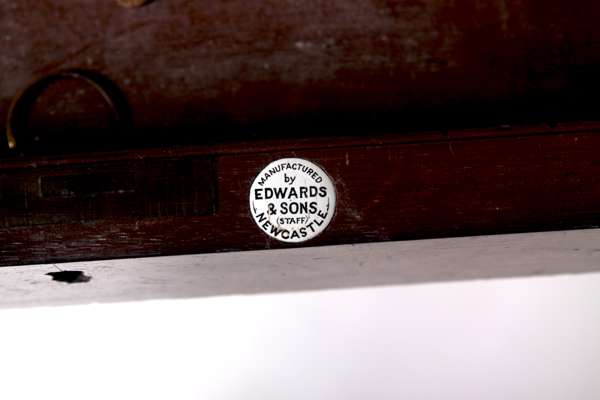 MANUFACTURED
by
EDWARDS
& SONS
(STAFF)
NEWCASTLE